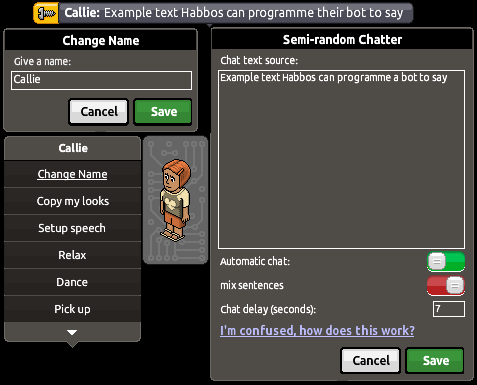 Callie: Example text Habbos can programme their bot to say
Change Name
Give a name:
Callie
Cancel
Save
Callie
Change Name
Copy my looks
Setup speech
Relax
Dance
Pick up
Semi-random Chatter
Chat text source:
Example text Habbos can programme a bot to say
Automatic chat:
mix sentences
Chat delay (seconds): 7
I'm confused, how does this work?
Cancel
Save